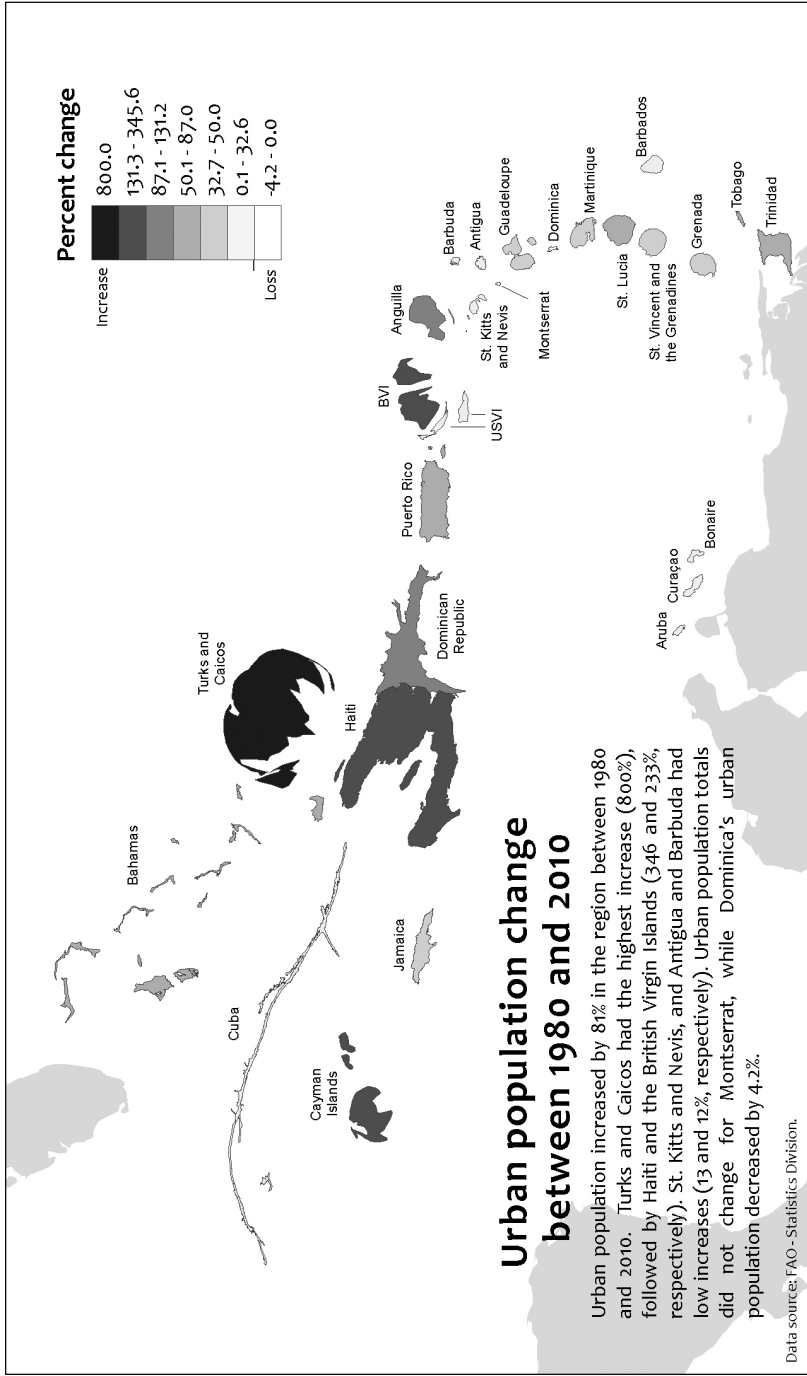 Urban population change
between 1980 and 2010
Urban population increased by 81% in the region between 1980
and 2010. Turks and Caicos had the highest increase (800%),
followed by Haiti and the British Virgin Islands (346 and 233%,
respectively). St. Kitts and Nevis, and Antigua and Barbuda had
low increases (13 and 12%, respectively). Urban population totals
did not change for Montserrat, while Dominica's urban
population decreased by 4.2%.
Data source: FAO - Statistics Division.
Percent change
Increase
800.0
131.3 - 345.6
87.1 - 131.2
50.1 - 87.0
32.7 - 50.0
0.1 - 32.6
-4.2 - 0.0
Loss
Bahamas
Cuba
Cayman
Islands
Jamaica
Turks and
Caicos
Haiti
Dominican
Republic
Puerto Rico
BVI
USVI
Anguilla
St. Kitts
and Nevis
Montserrat
Barbuda
Antigua
Guadeloupe
Dominica
Martinique
St. Lucia
St. Vincent and
the Grenadines
Barbados
Grenada
Tobago
Trinidad
Aruba
Curaçao
Bonaire